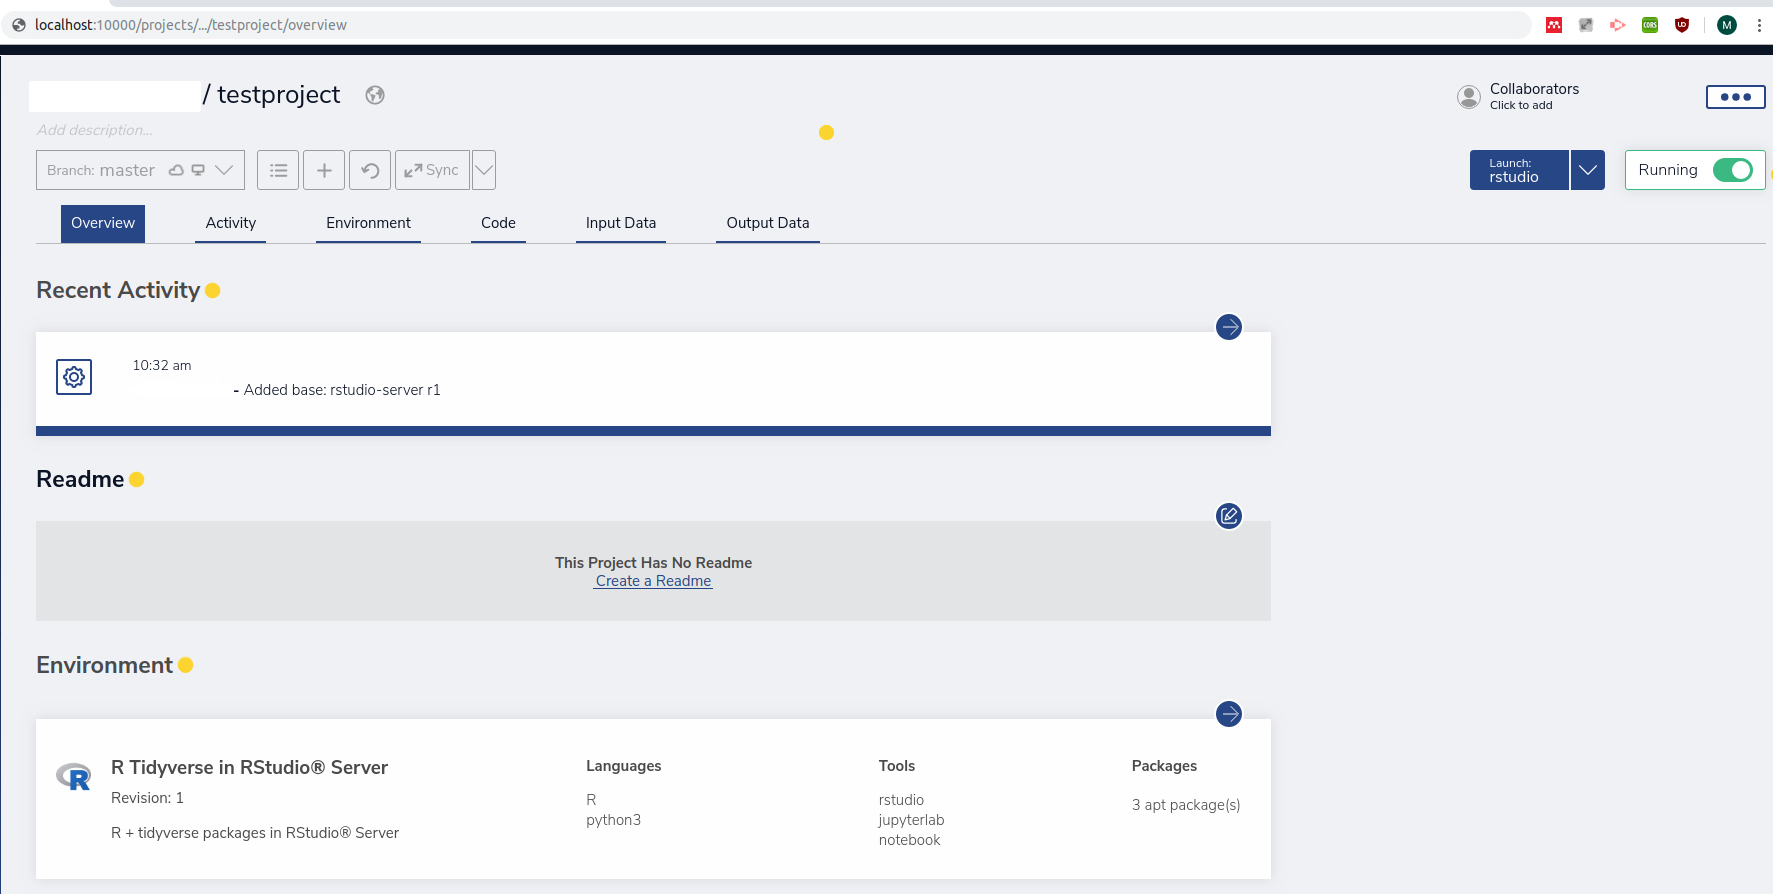 localhost:10000/projects/.../testproject/overview
M
/ testproject
Collaborators
Click to add
Add description...
Branch: master
Sync
Launch:
rstudio
Running
Overview
Activity
Environment
Code
Input Data
Output Data
Recent Activity
10:32 am
- Added base: rstudio-server r1
Readme
This Project Has No Readme
Create a Readme
Environment
R
R Tidyverse in RStudio® Server
Revision: 1
R + tidyverse packages in RStudio® Server
Languages
R
python3
Tools
rstudio
jupyterlab
notebook
Packages
3 apt package(s)